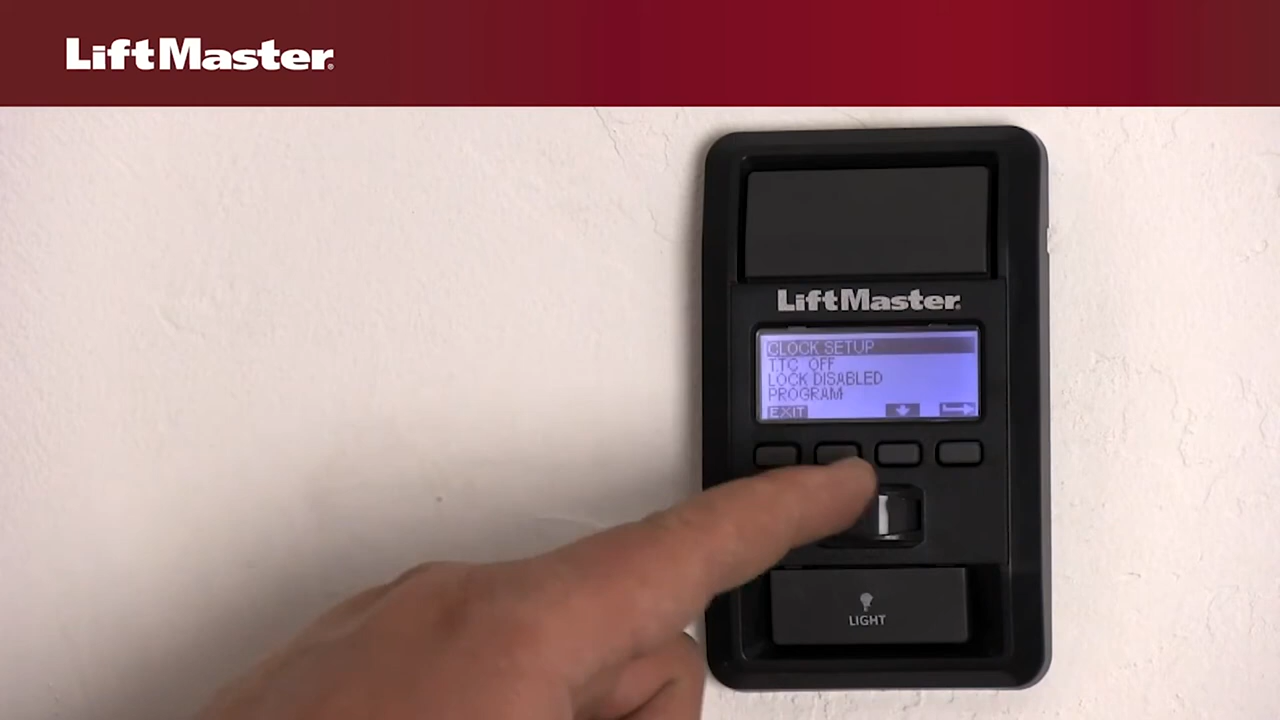 LiftMaster®
LiftMaster®
CLOCK SETUP
TTC OFF
LOCK DISABLED
PROGRAM
EXIT
LIGHT